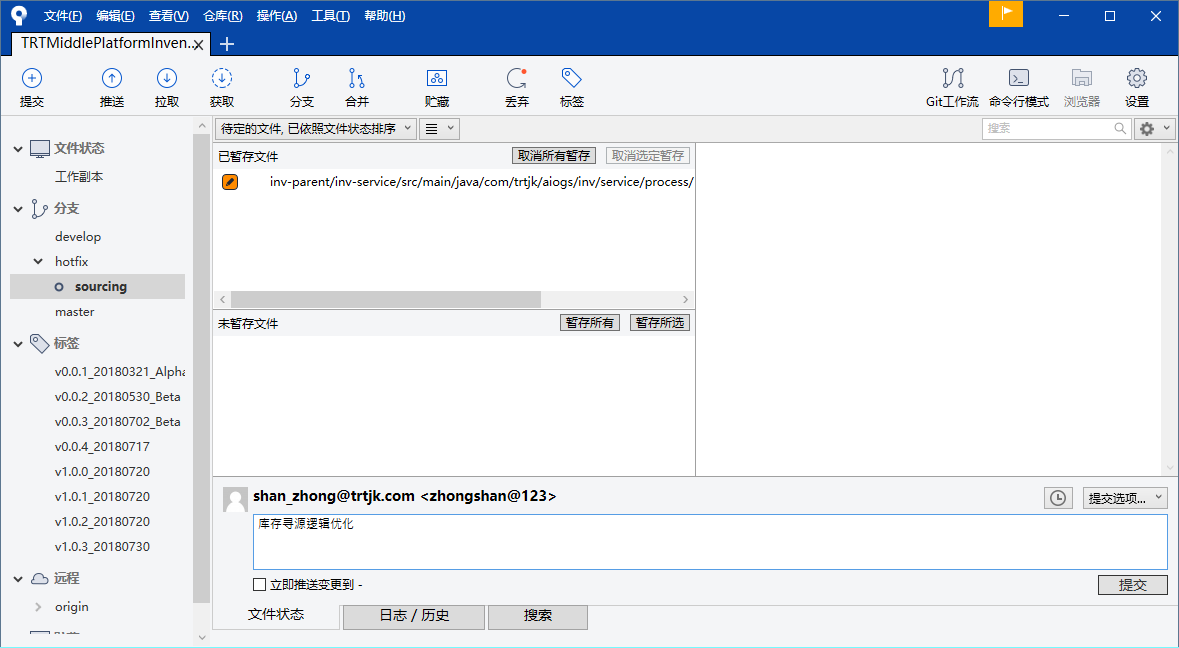 文件(F) 编辑(E) 查看(V) 仓库(R) 操作(A) 工具(T) 帮助(H)
TRTMiddlePlatformInven..
提交 推送 拉取 获取 分支 合并 贮藏 丢弃 标签 Git工作流 命令行模式 浏览器 设置
待定的文件, 已依照文件状态排序 搜索
文件状态
工作副本
分支
develop
hotfix
sourcing
master
标签
v0.0.1_20180321_Alpha
v0.0.2_20180530_Beta
v0.0.3_20180702_Beta
v0.0.4_20180717
v1.0.0_20180720
v1.0.1_20180720
v1.0.2_20180720
v1.0.3_20180730
远程
origin
已暂存文件 取消所有暂存 取消选定暂存
inv-parent/inv-service/src/main/java/com/trtjk/aiogs/inv/service/process/
未暂存文件 暂存所有 暂存所选
shan_zhong@trtjk.com <zhongshan@123> 提交选项...
库存寻源逻辑优化
立即推送变更到 -
提交
文件状态 日志 / 历史 搜索